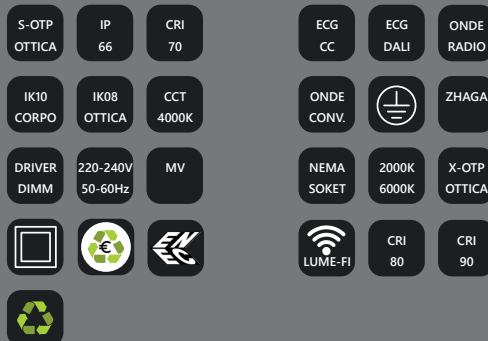 S-OTP
OTTICA
IP
66
CRI
70
ECG
CC
ECG
DALI
ONDE
RADIO
IK10
CORPO
IK08
OTTICA
CCT
4000K
ONDE
CONV.
ZHAGA
DRIVER
DIMM
220-240V
50-60Hz
MV
NEMA
SOKET
2000K
6000K
X-OTP
OTTICA
€
ENEC
LUME-FI
CRI
80
CRI
90